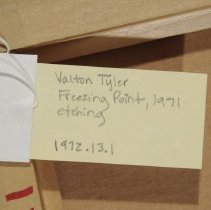 Valton Tyler
Freezing Point, 1971
etching
1972.13.1